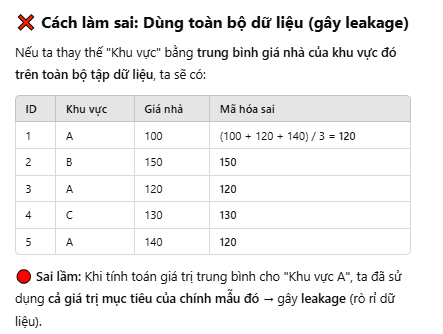 ❌ Cách làm sai: Dùng toàn bộ dữ liệu (gây leakage)
Nếu ta thay thế "Khu vực" bằng trung bình giá nhà của khu vực đó
trên toàn bộ tập dữ liệu, ta sẽ có:
ID Khu vực Giá nhà Mã hóa sai
1 A 100 (100 + 120 + 140) / 3 = 120
2 B 150 150
3 A 120 120
4 C 130 130
5 A 140 120
🔴 Sai lầm: Khi tính toán giá trị trung bình cho "Khu vực A", ta đã sử
dụng cả giá trị mục tiêu của chính mẫu đó → gây leakage (rò rỉ dữ
liệu).